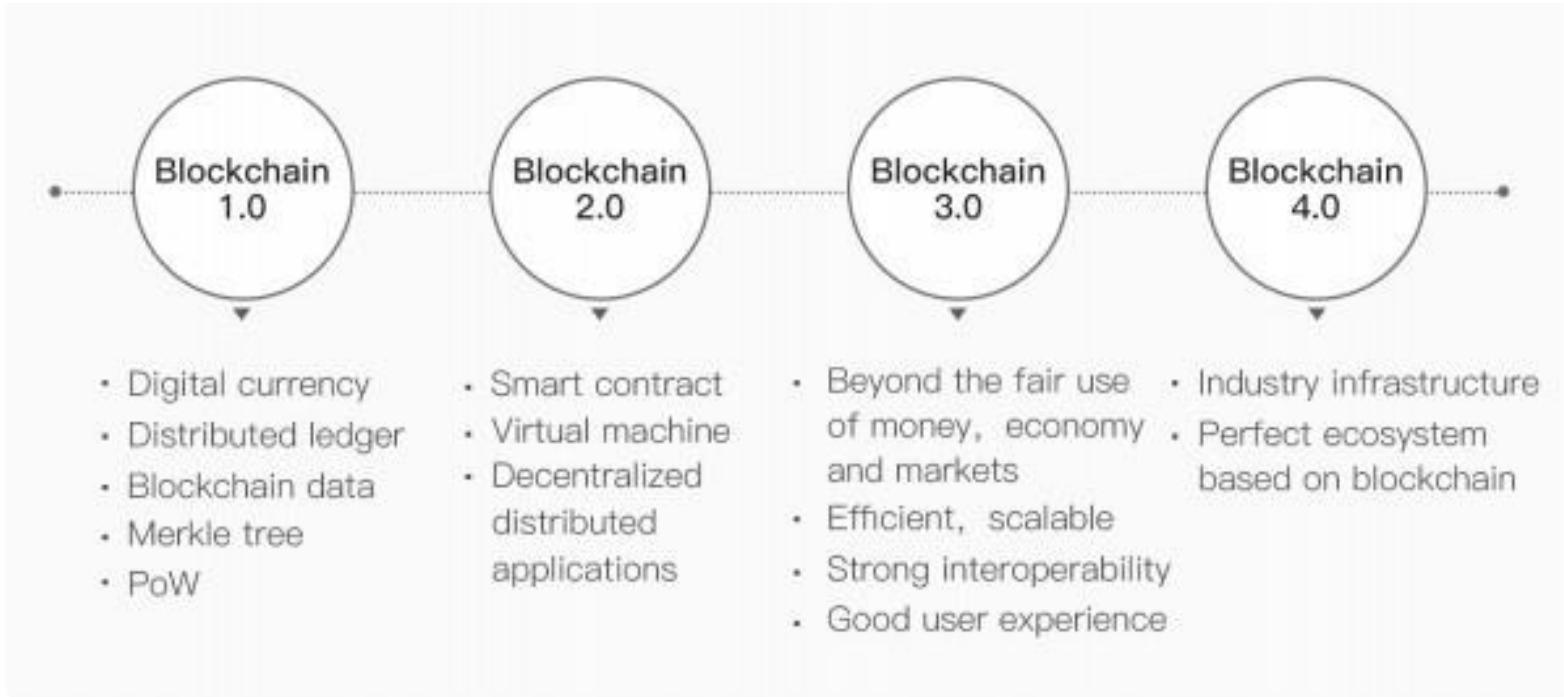 Blockchain
1.0
Blockchain
2.0
Blockchain
3.0
Blockchain
4.0
· Digital currency
· Distributed ledger
· Blockchain data
· Merkle tree
· PoW
· Smart contract
· Virtual machine
· Decentralized
distributed
applications
· Beyond the fair use
of money, economy
and markets
· Efficient, scalable
· Strong interoperability
· Good user experience
· Industry infrastructure
· Perfect ecosystem
based on blockchain